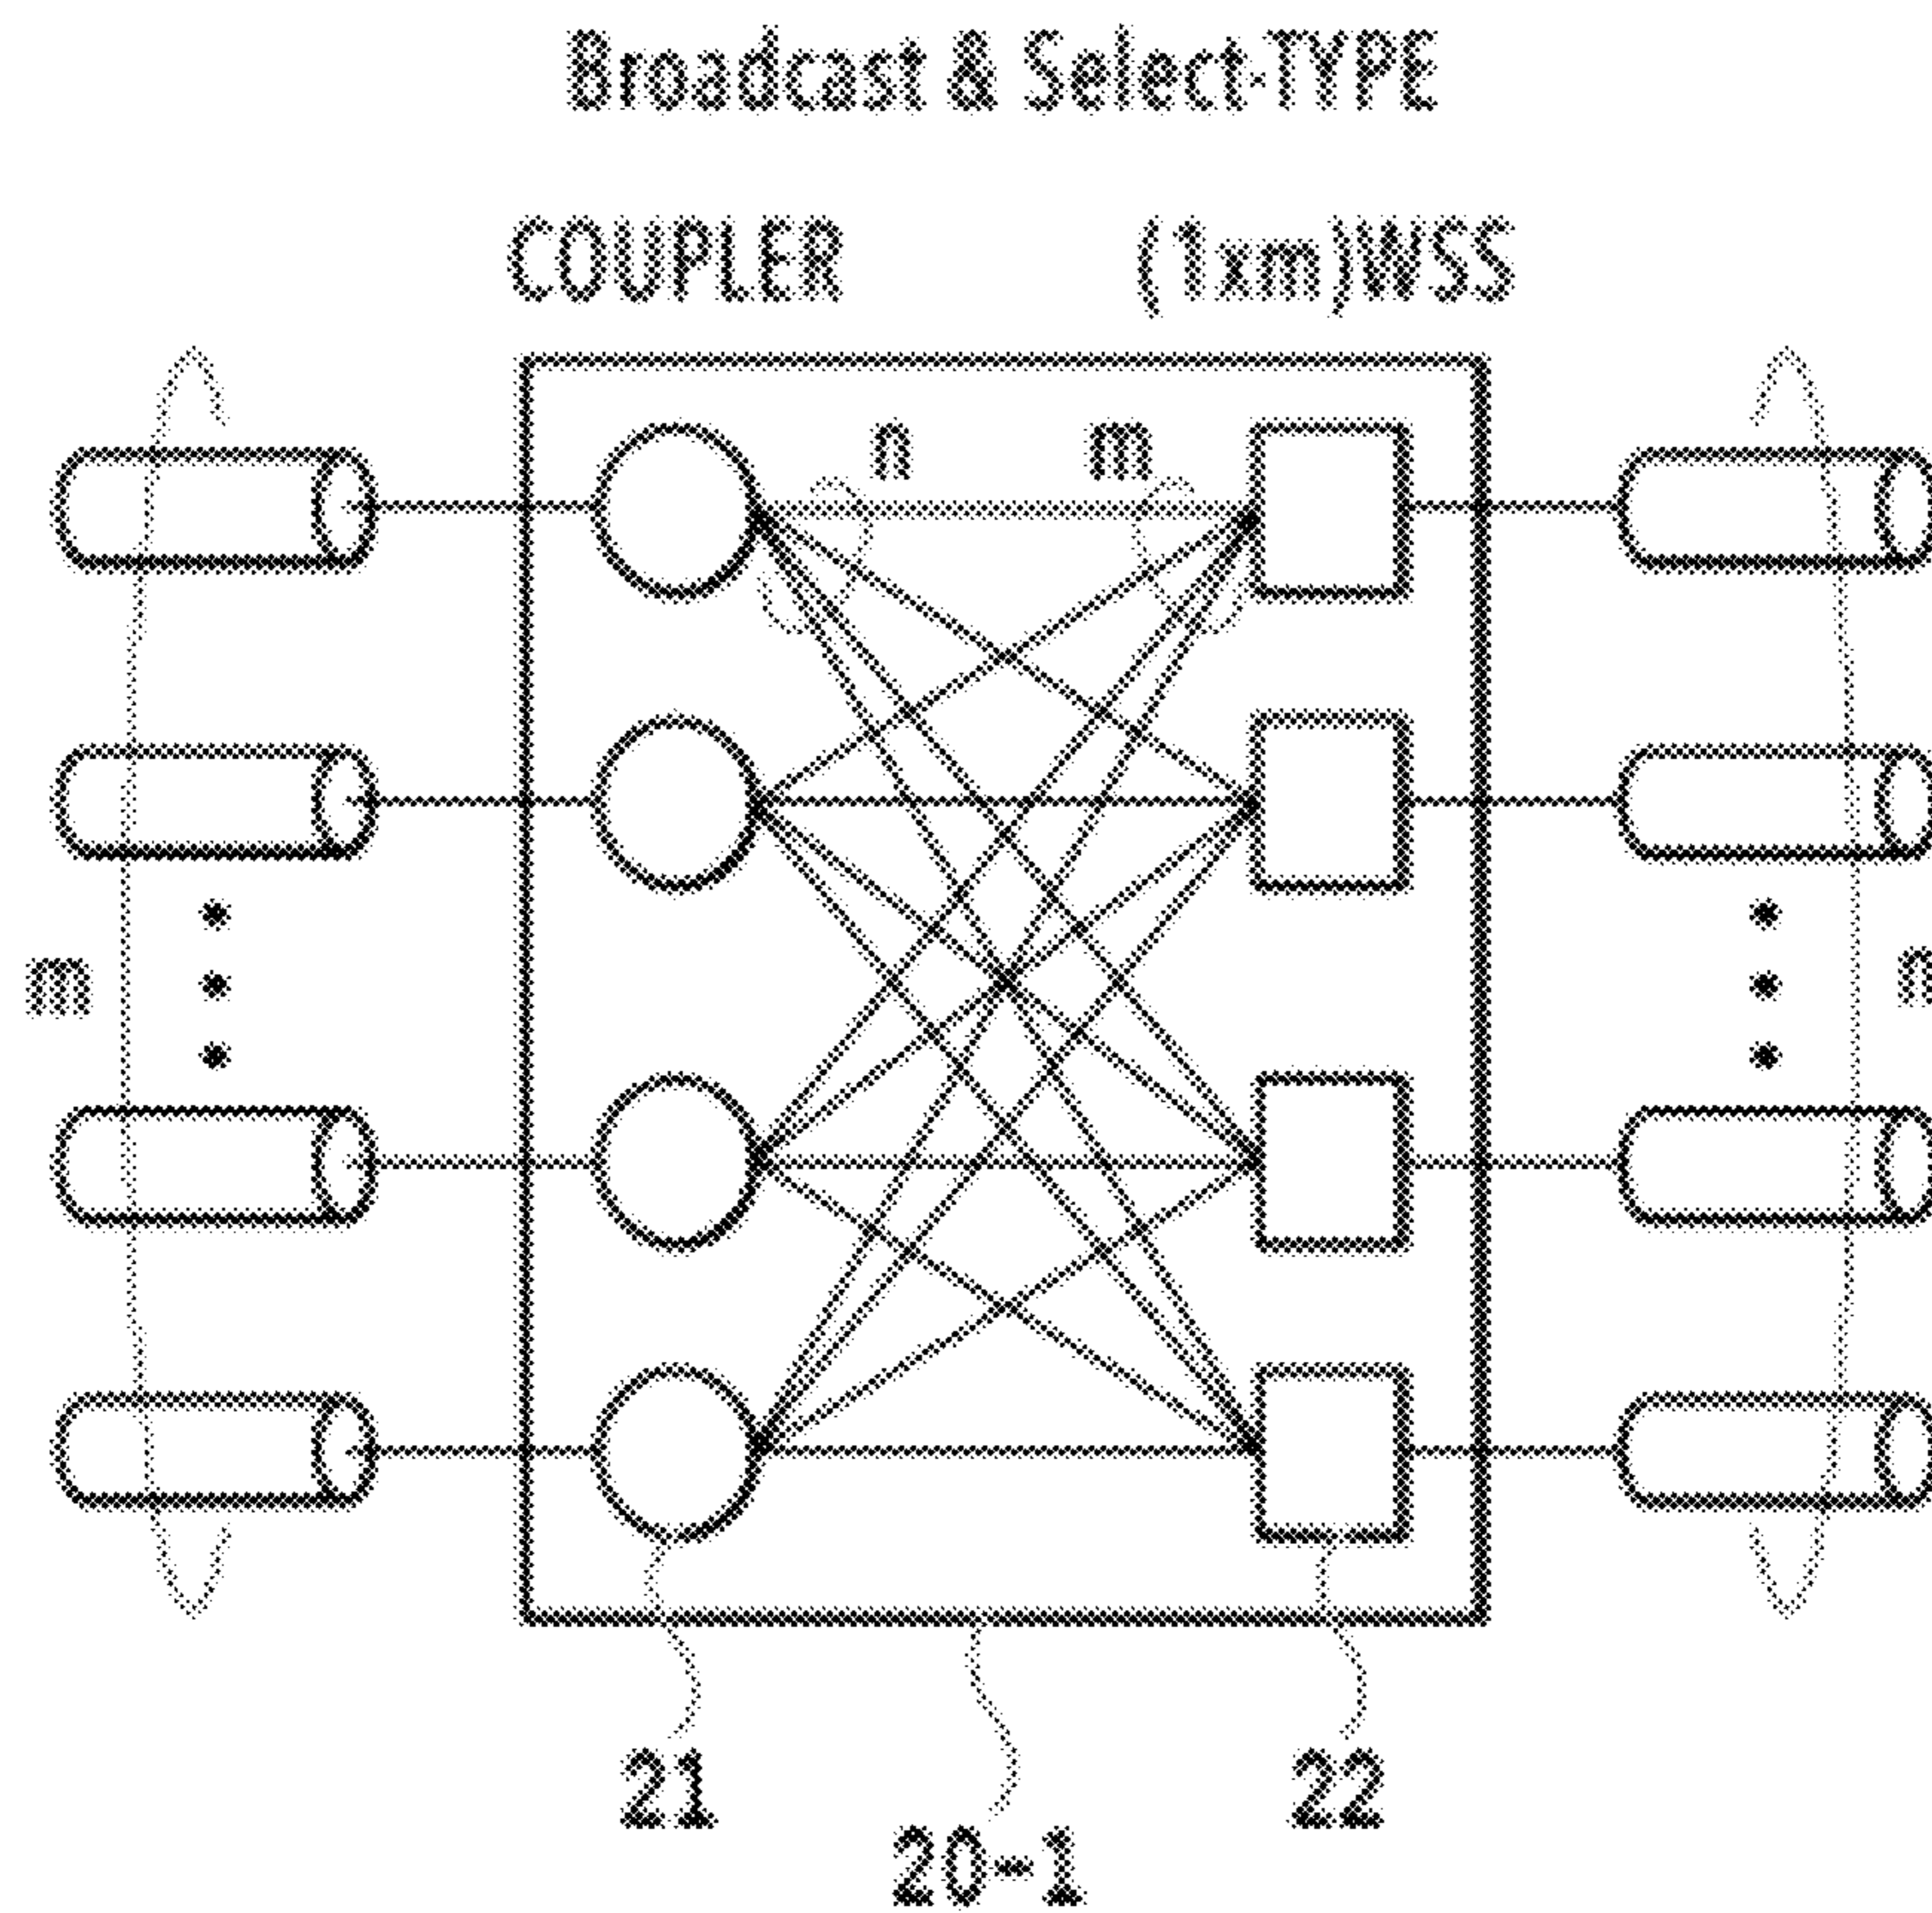 Broadcast & Select-TYPE
COUPLER (1xm)WSS
n m
m n
21 22
20-1